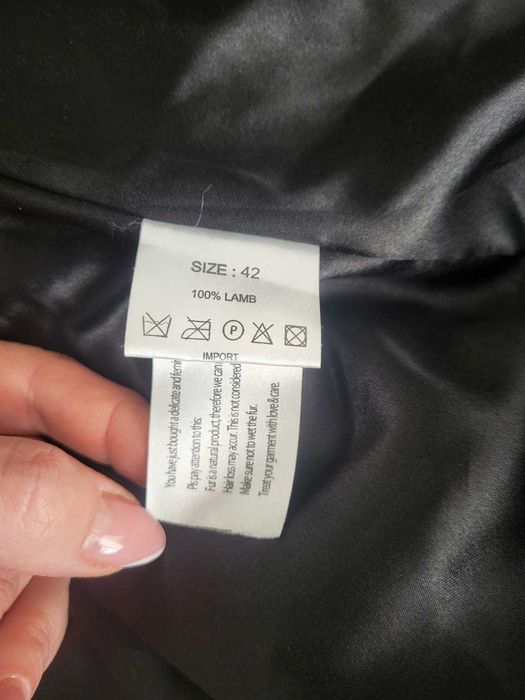 SIZE : 42
100% LAMB
P
IMPORT
You have just bought a delicate and femin
Pls pay attention to this:
Fur is a natural product, therefore we can
Hair loss may occur. This is not considered
Make sure not to wet the fur.
Treat your garment with love & care.